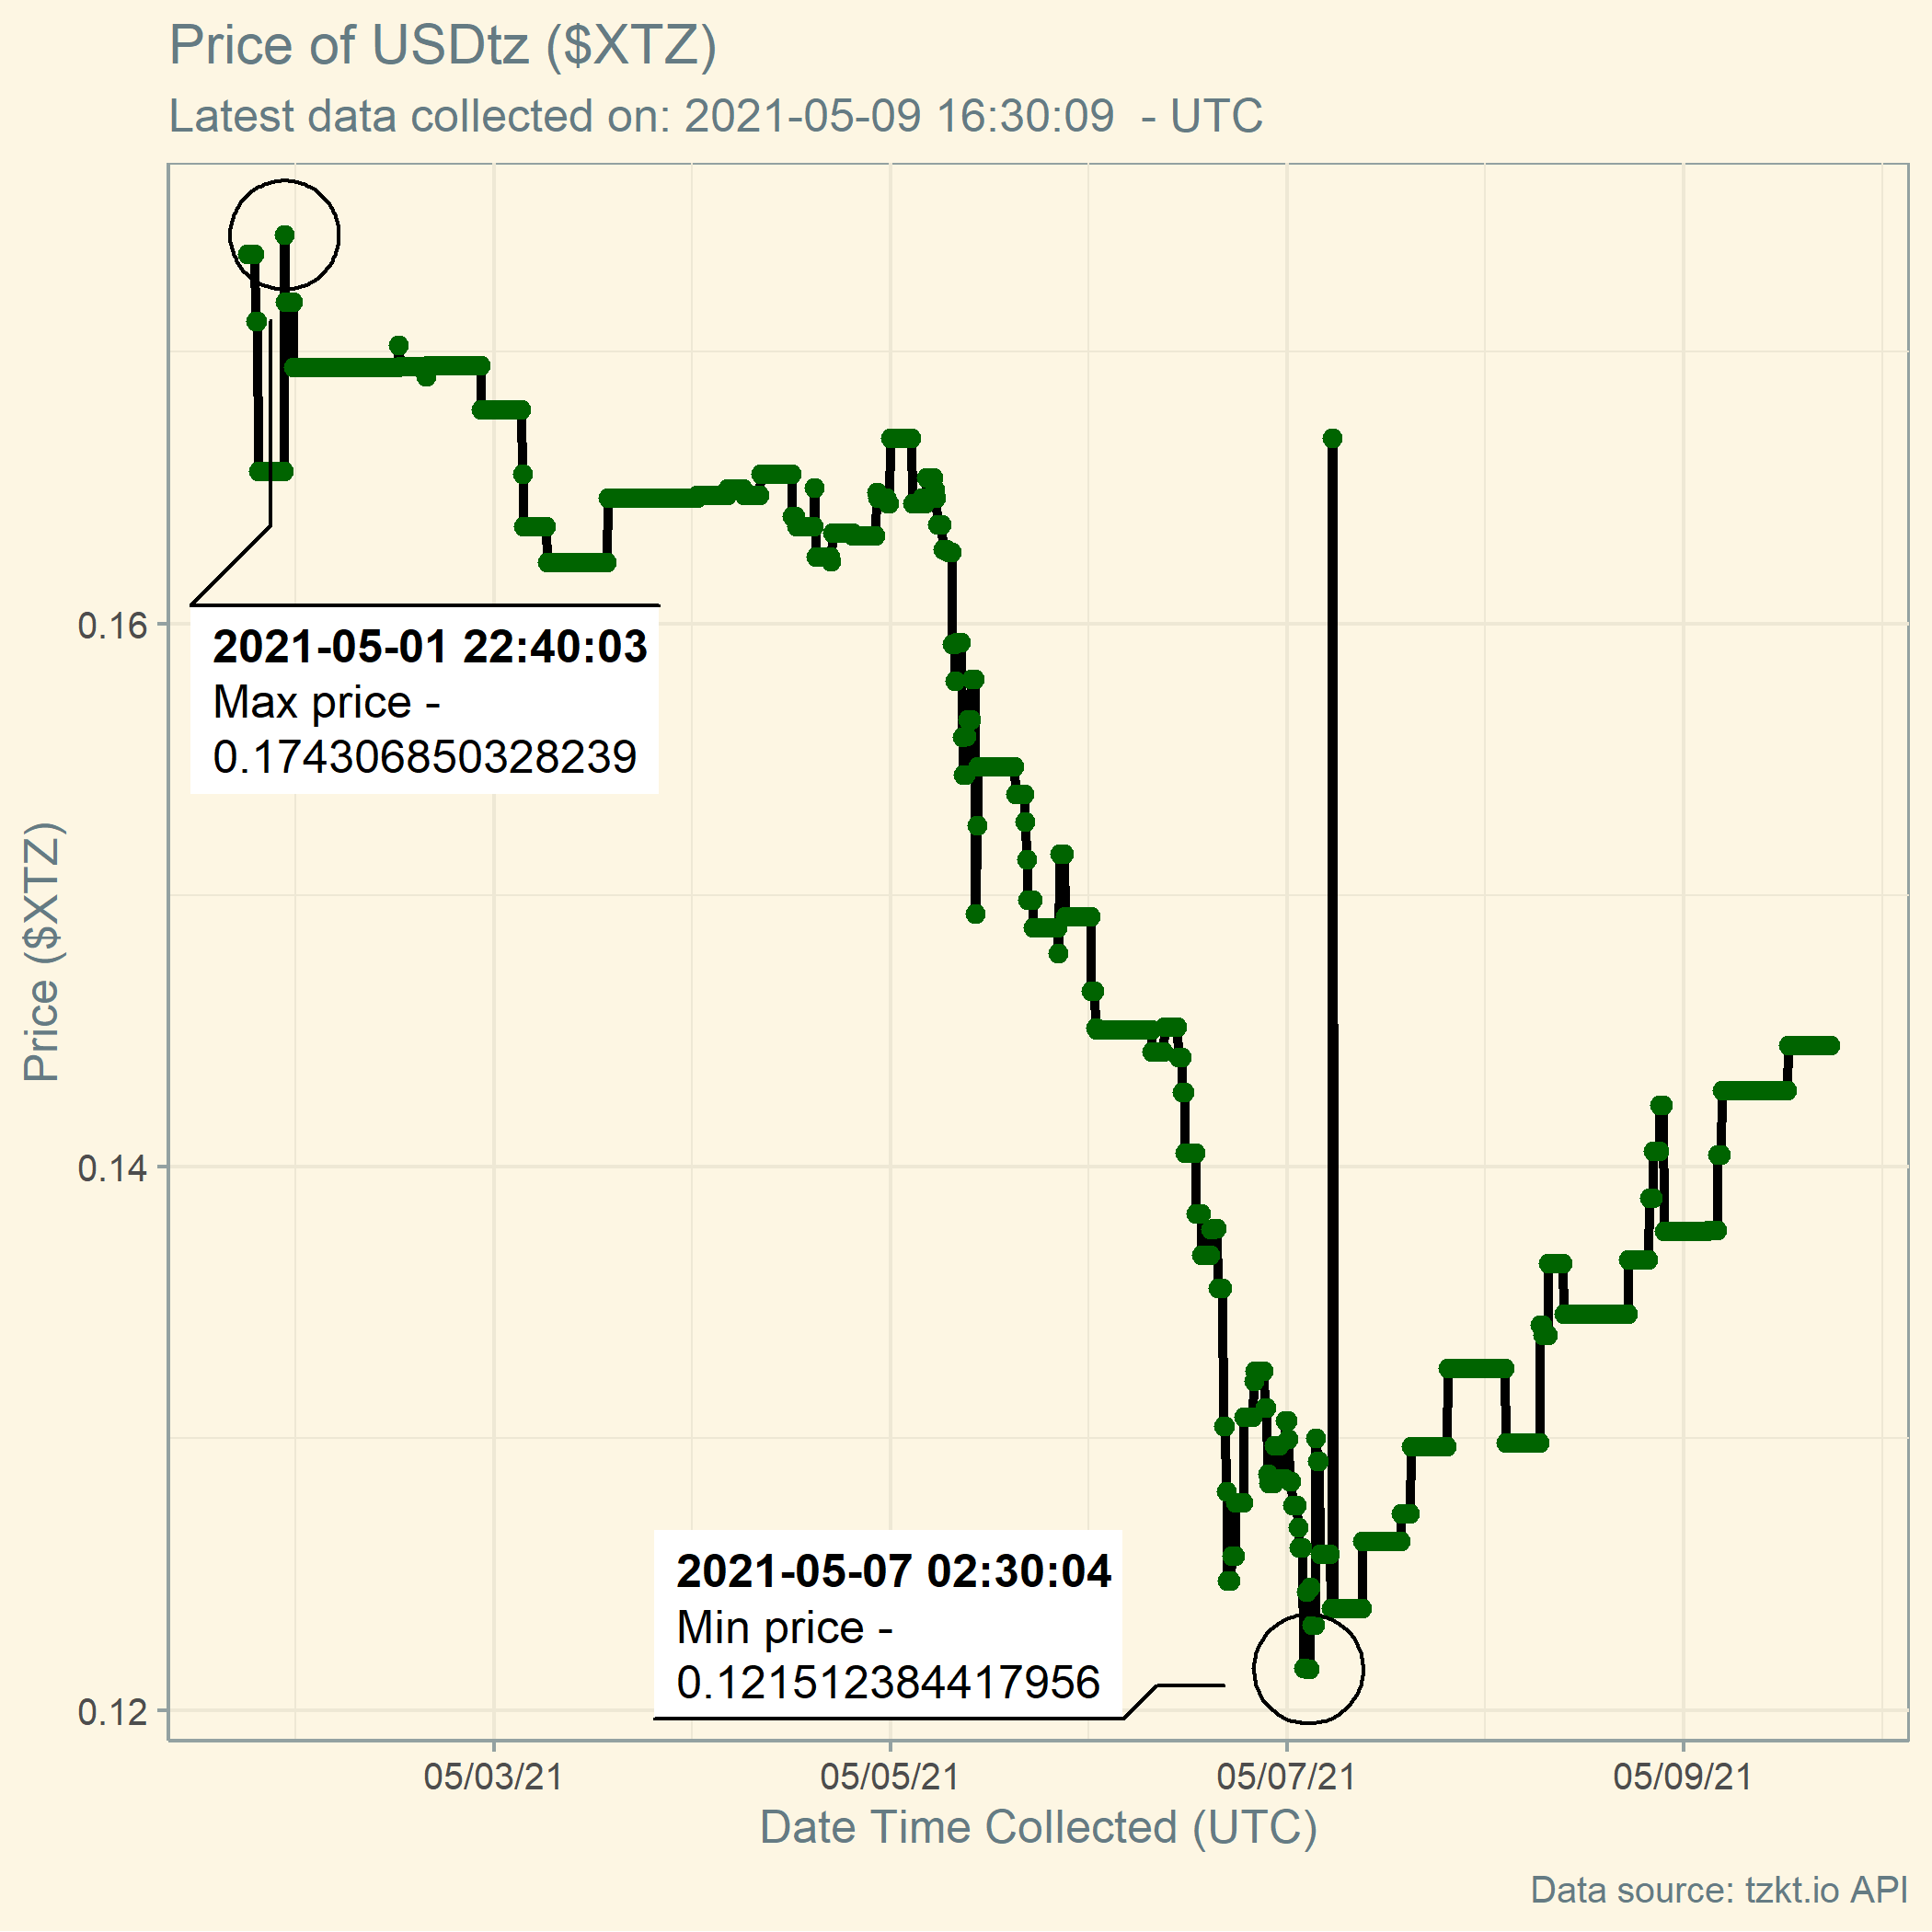 Price of USDtz ($XTZ)
Latest data collected on: 2021-05-09 16:30:09  - UTC
Price ($XTZ)
0.16
0.14
0.12
2021-05-01 22:40:03
Max price -
0.174306850328239
2021-05-07 02:30:04
Min price -
0.121512384417956
05/03/21
05/05/21
05/07/21
05/09/21
Date Time Collected (UTC)
Data source: tzkt.io API